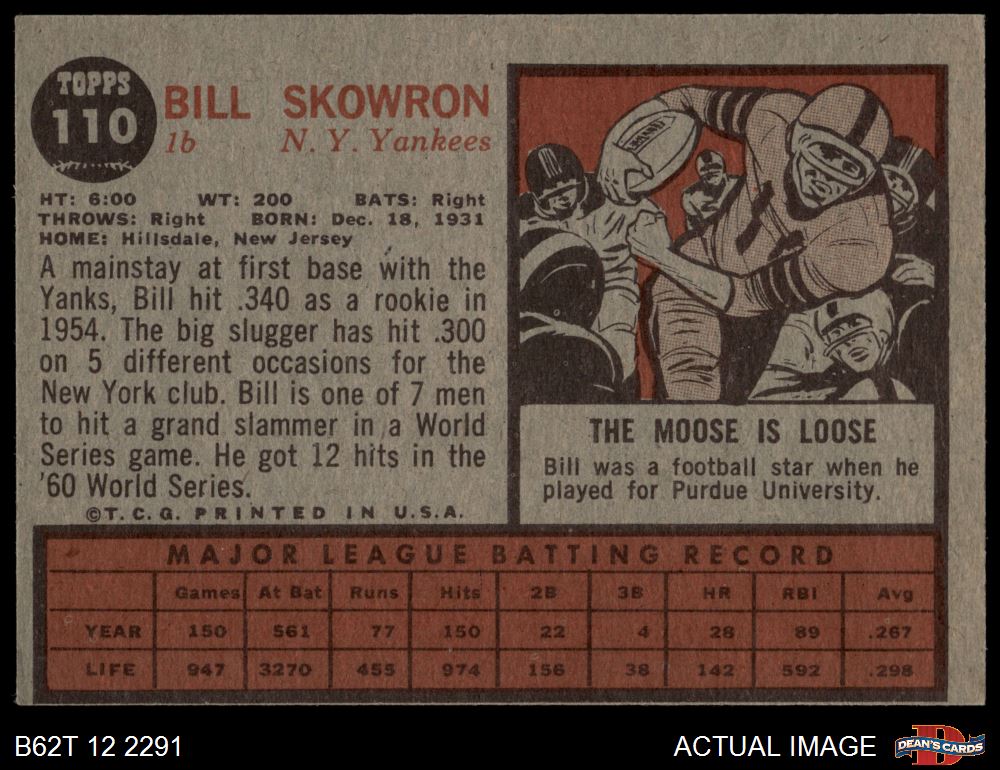 TOPPS
110
BILL SKOWRON
1b N. Y. Yankees
HT: 6:00 WT: 200 BATS: Right
THROWS: Right BORN: Dec. 18, 1931
HOME: Hillsdale, New Jersey
A mainstay at first base with the
Yanks, Bill hit .340 as a rookie in
1954. The big slugger has hit .300
on 5 different occasions for the
New York club. Bill is one of 7 men
to hit a grand slammer in a World
Series game. He got 12 hits in the
'60 World Series.
©T.C.G. PRINTED IN U.S.A.
THE MOOSE IS LOOSE
Bill was a football star when he
played for Purdue University.
MAJOR LEAGUE BATTING RECORD
Games At Bat Runs Hits 2B 3B HR RBI Avg
YEAR 150 561 77 150 22 4 28 89 .267
LIFE 947 3270 455 974 156 38 142 592 .298
B62T 12 2291
ACTUAL IMAGE
D
DEAN'S CARDS